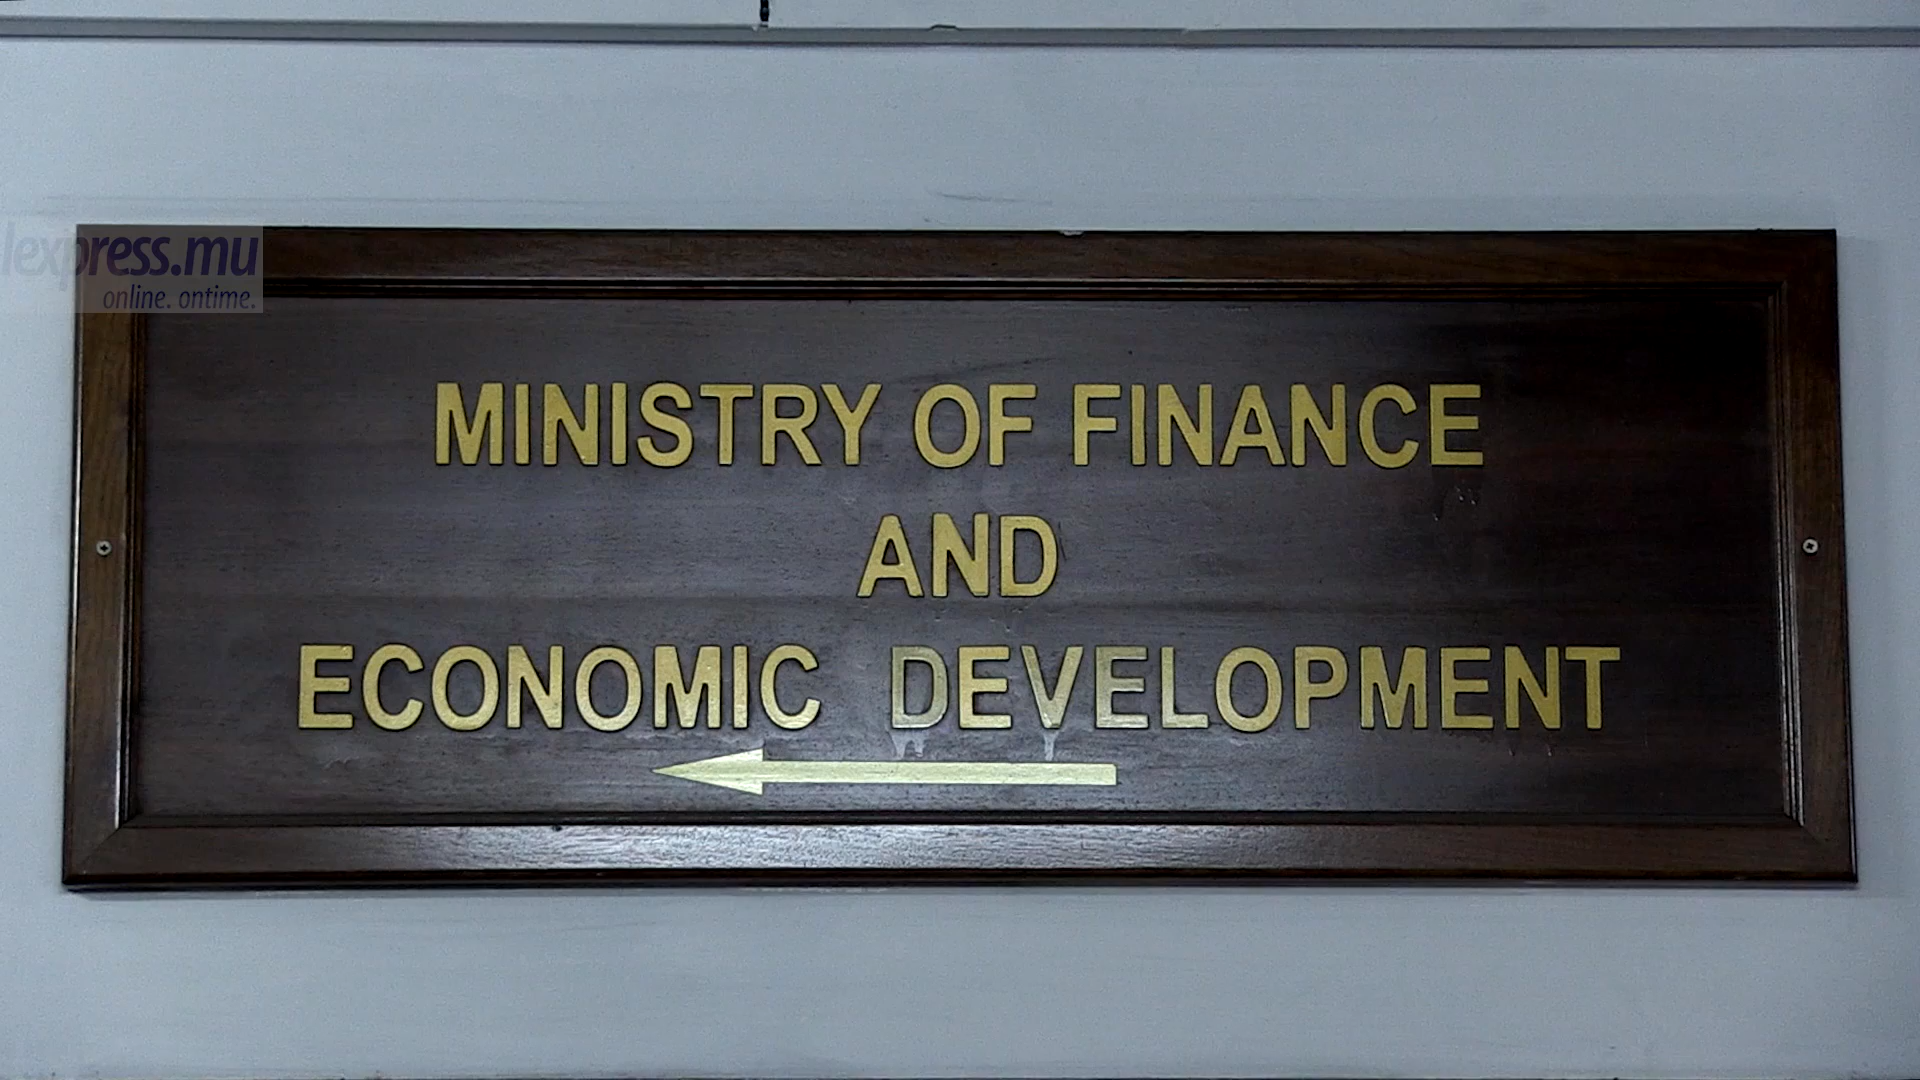 lexpress.mu
online. ontime.
MINISTRY OF FINANCE
AND
ECONOMIC DEVELOPMENT